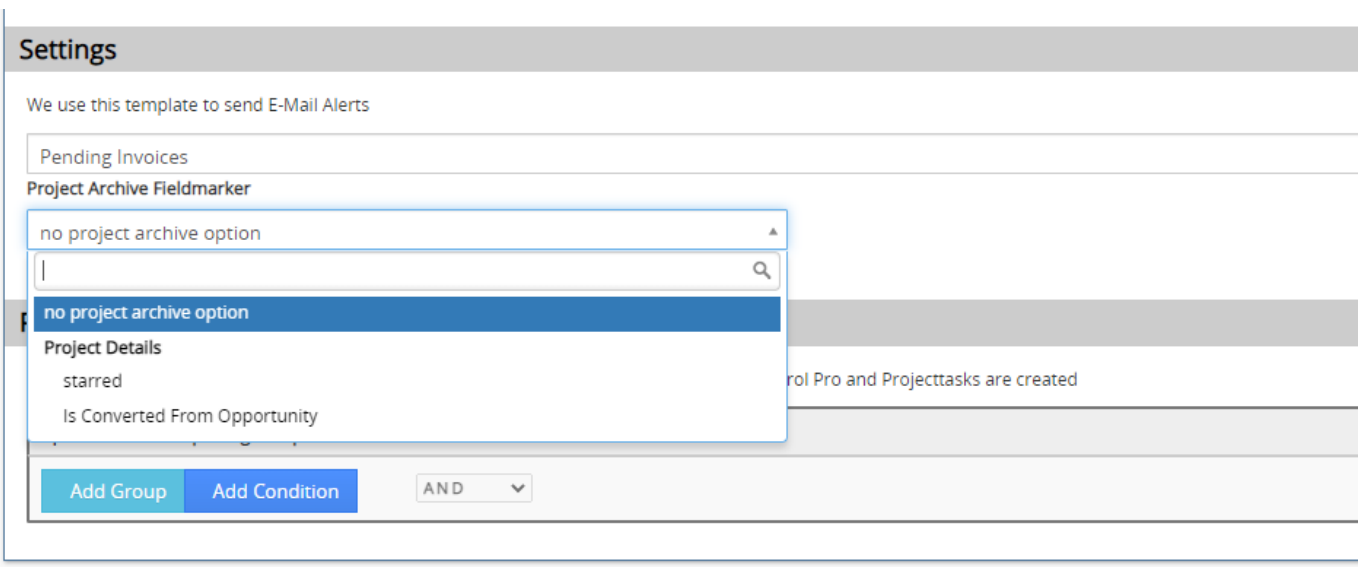 Settings
We use this template to send E-Mail Alerts
Pending Invoices
Project Archive Fieldmarker
no project archive option
no project archive option
Project Details
starred
rol Pro and Projecttasks are created
Is Converted From Opportunity
Add Group Add Condition AND